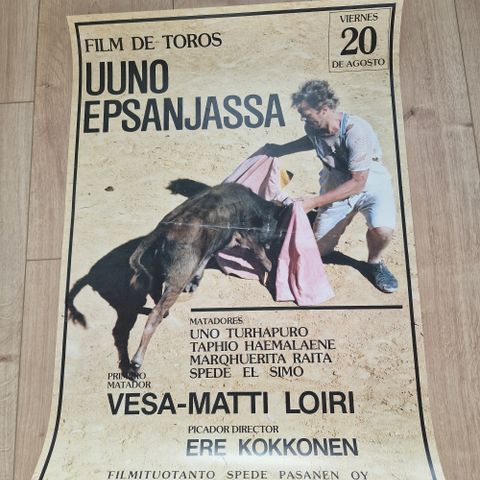 FILM DE TOROS
VIERNES
20
DE AGOSTO
UUNO
EPSANJASSA
MATADORES
UNO TURHAPURO
TAPHIO HAEMALAENE
MARQHUERITA RAITA
SPEDE EL SIMO
PRIMERO
MATADOR
VESA-MATTI LOIRI
PICADOR DIRECTOR
ERE KOKKONEN
FILMITUOTANTO SPEDE PASANEN OY